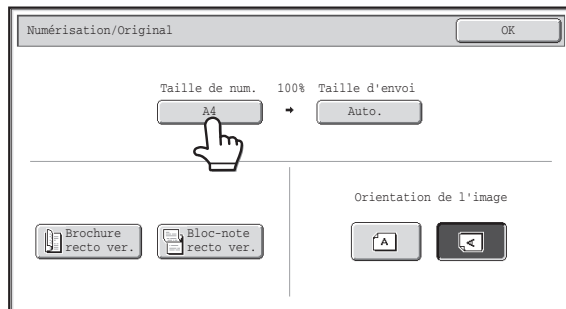 Numérisation/Original
OK
Taille de num. 100% Taille d'envoi
A4 Auto.
Orientation de l'image
Brochure
recto ver.
Bloc-note
recto ver.
A A